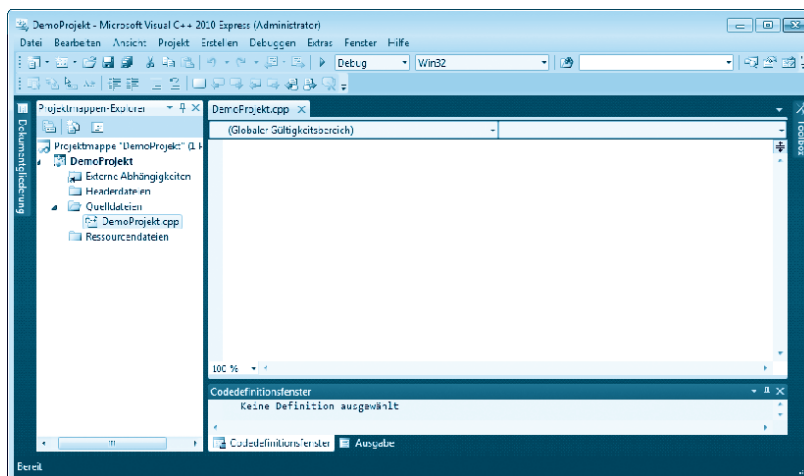 DemoProjekt - Microsoft Visual C++ 2010 Express (Administrator)
Datei Bearbeiten Ansicht Projekt Erstellen Debuggen Extras Fenster Hilfe
Debug Win32
Dokumentgliederung
Projektmappen-Explorer
Projektmappe "DemoProjekt" (1
DemoProjekt
Externe Abhängigkeiten
Headerdateien
Quelldateien
DemoProjekt.cpp
Ressourcendateien
DemoProjekt.cpp
(Globaler Gültigkeitsbereich)
100 %
Toolbox
Codedefinitionsfenster
Keine Definition ausgewählt
Codedefinitionsfenster Ausgabe
Bereit